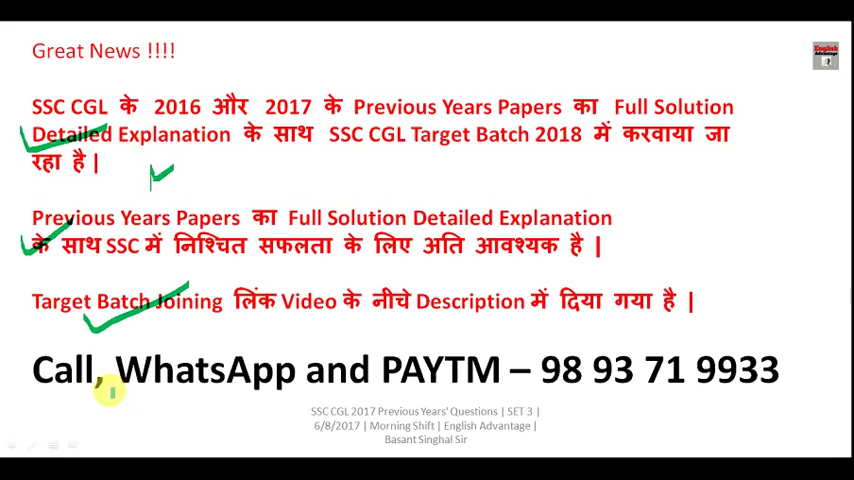 Great News !!!!
English
Advantage
SSC CGL के 2016 और 2017 के Previous Years Papers का Full Solution
Detailed Explanation के साथ SSC CGL Target Batch 2018 में करवाया जा
रहा है |
Previous Years Papers का Full Solution Detailed Explanation
के साथ SSC में निश्चित सफलता के लिए अति आवश्यक है |
Target Batch Joining लिंक Video के नीचे Description में दिया गया है |
Call, WhatsApp and PAYTM – 98 93 71 9933
SSC CGL 2017 Previous Years' Questions | SET 3 |
6/8/2017 | Morning Shift | English Advantage |
Basant Singhal Sir